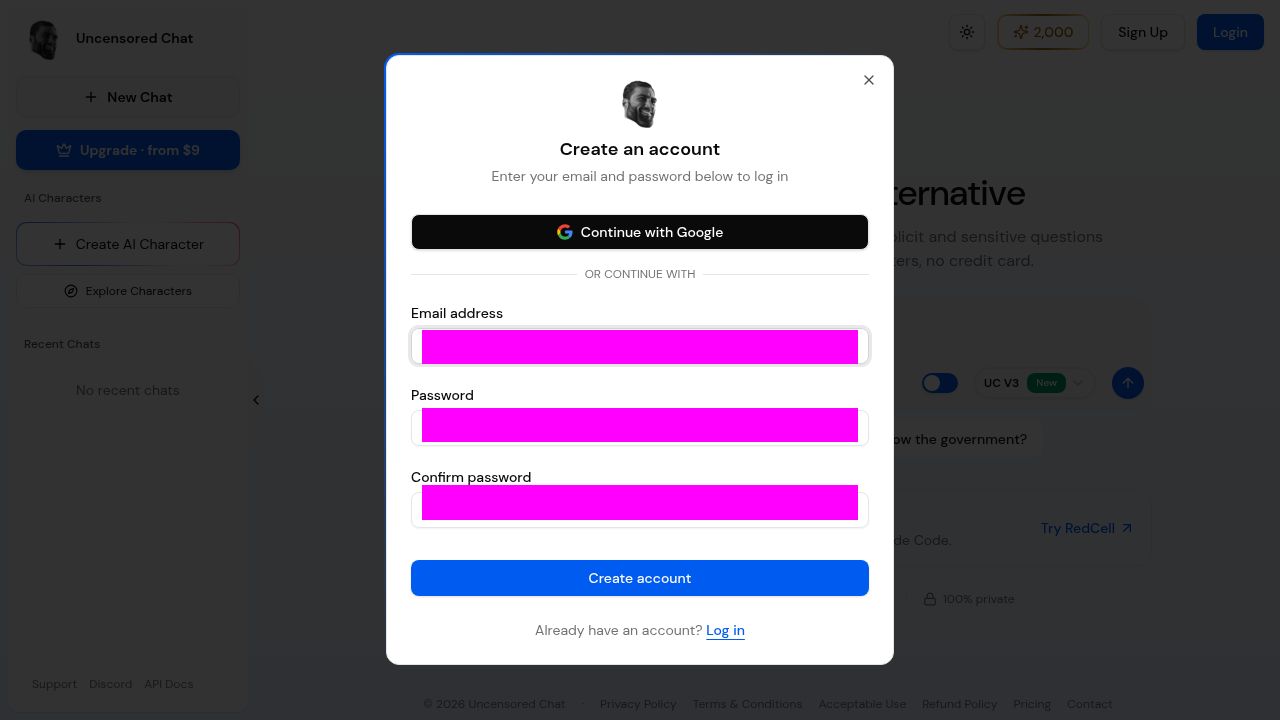 Uncensored Chat
New Chat
Upgrade · from $9
AI Characters
Create AI Character
Explore Characters
Recent Chats
No recent chats
Support Discord API Docs
2,000
Sign Up
Login
Create an account
Enter your email and password below to log in
Continue with Google
OR CONTINUE WITH
Email address
Password
Confirm password
Create account
Already have an account? Log in
ternative
plicit and sensitive questions
ers, no credit card.
UC V3 New
ow the government?
Try RedCell
de Code.
100% private
© 2026 Uncensored Chat · Privacy Policy Terms & Conditions Acceptable Use Refund Policy Pricing Contact